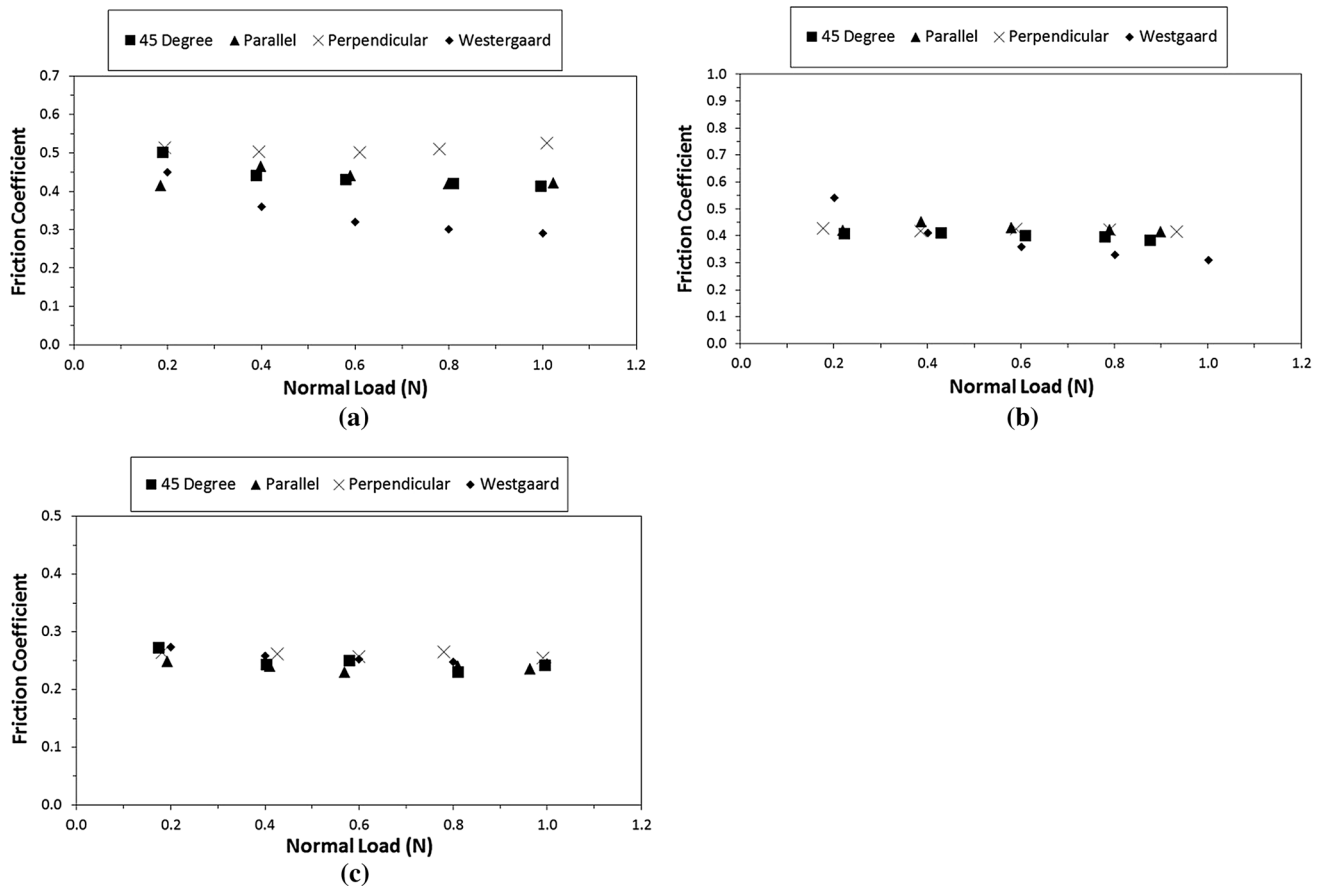 45 Degree Parallel Perpendicular Westergaard
0.7
0.6
0.5
0.4
0.3
0.2
0.1
0.0
Friction Coefficient
0.0 0.2 0.4 0.6 0.8 1.0 1.2
Normal Load (N)
(a)
45 Degree Parallel Perpendicular Westgaard
1.0
0.9
0.8
0.7
0.6
0.5
0.4
0.3
0.2
0.1
0.0
Friction Coefficient
0.0 0.2 0.4 0.6 0.8 1.0 1.2
Normal Load (N)
(b)
45 Degree Parallel Perpendicular Westgaard
0.5
0.4
0.3
0.2
0.1
0.0
Friction Coefficient
0.0 0.2 0.4 0.6 0.8 1.0 1.2
Normal Load (N)
(c)